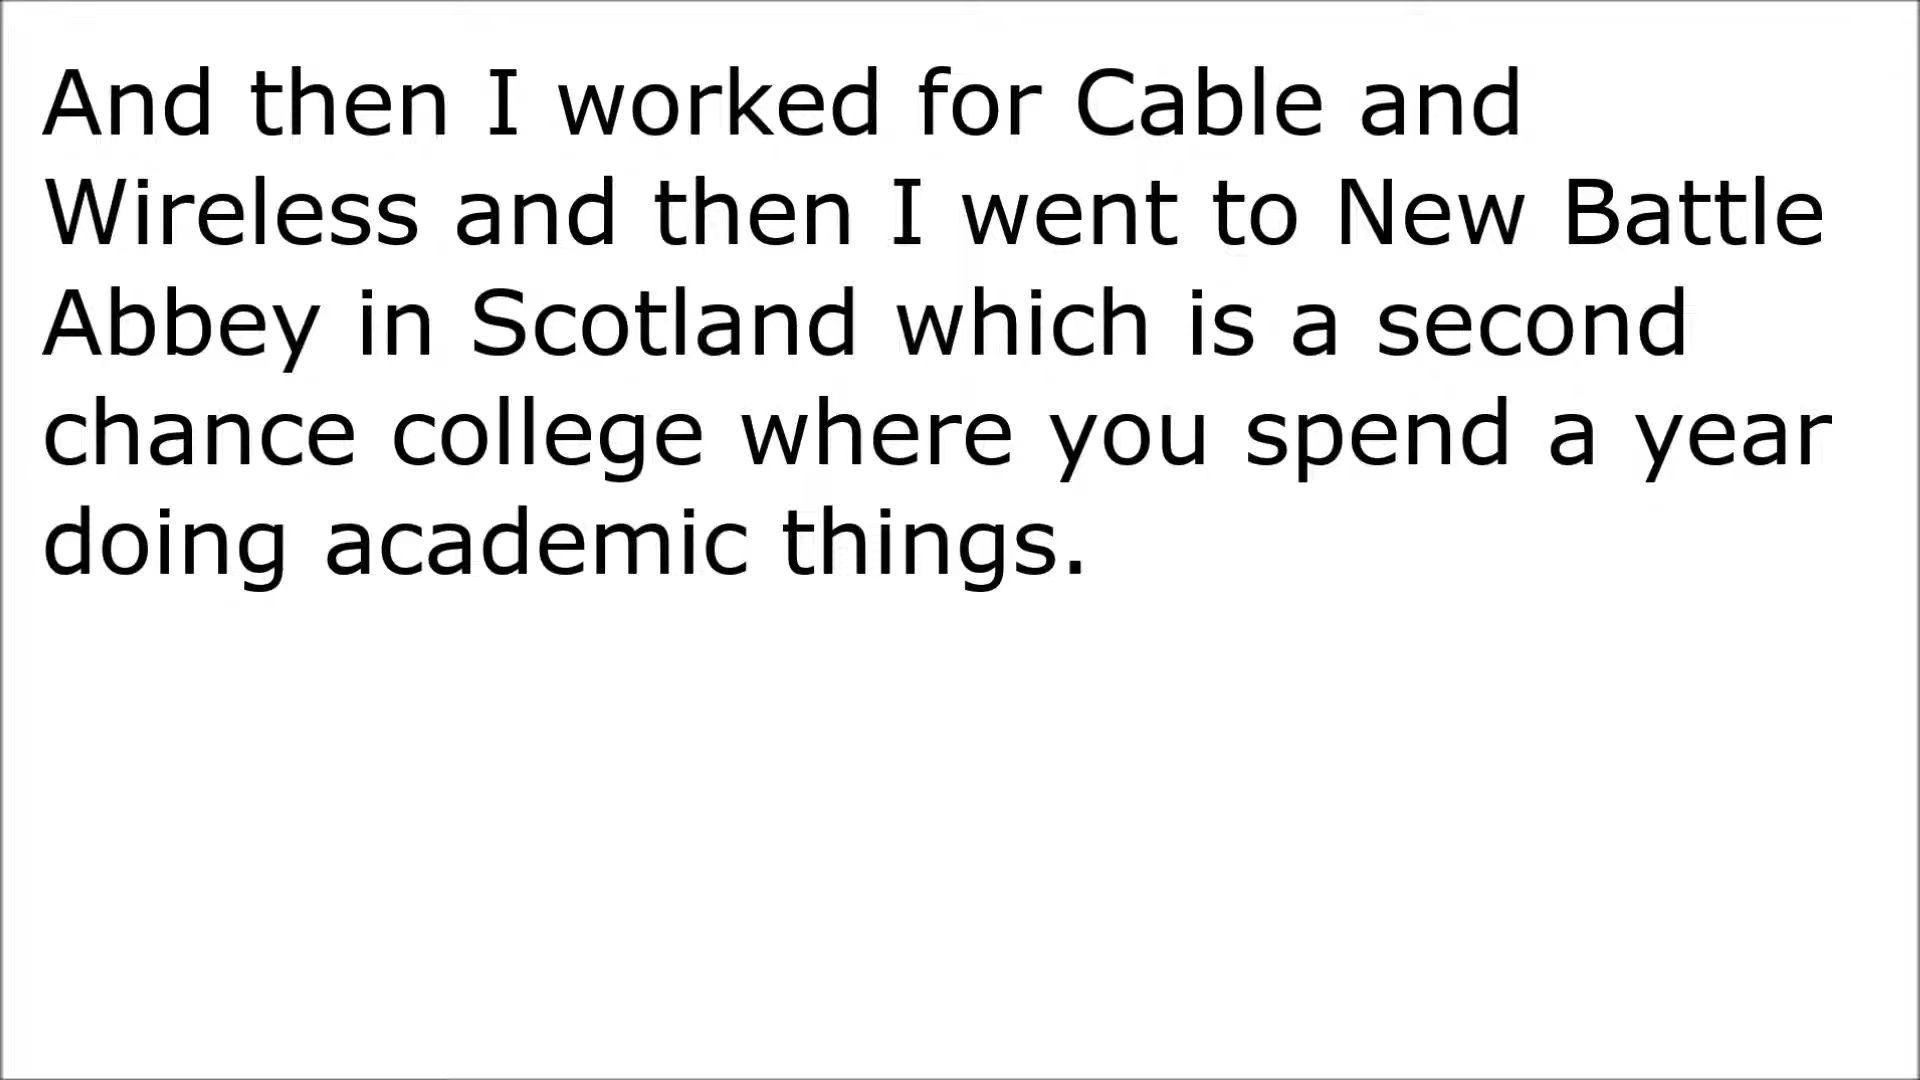 And then I worked for Cable and
Wireless and then I went to New Battle
Abbey in Scotland which is a second
chance college where you spend a year
doing academic things.